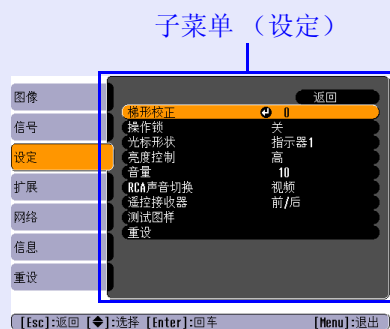 子菜单 （设定）
图像
信号
设定
扩展
网络
信息
重设
返回
梯形校正 0
操作锁 关
光标形状 指示器1
亮度控制 高
音量 10
RCA声音切换 视频
遥控接收器 前/后
测试图样
重设
[Esc]:返回 [◆]:选择 [Enter]:回车 [Menu]:退出